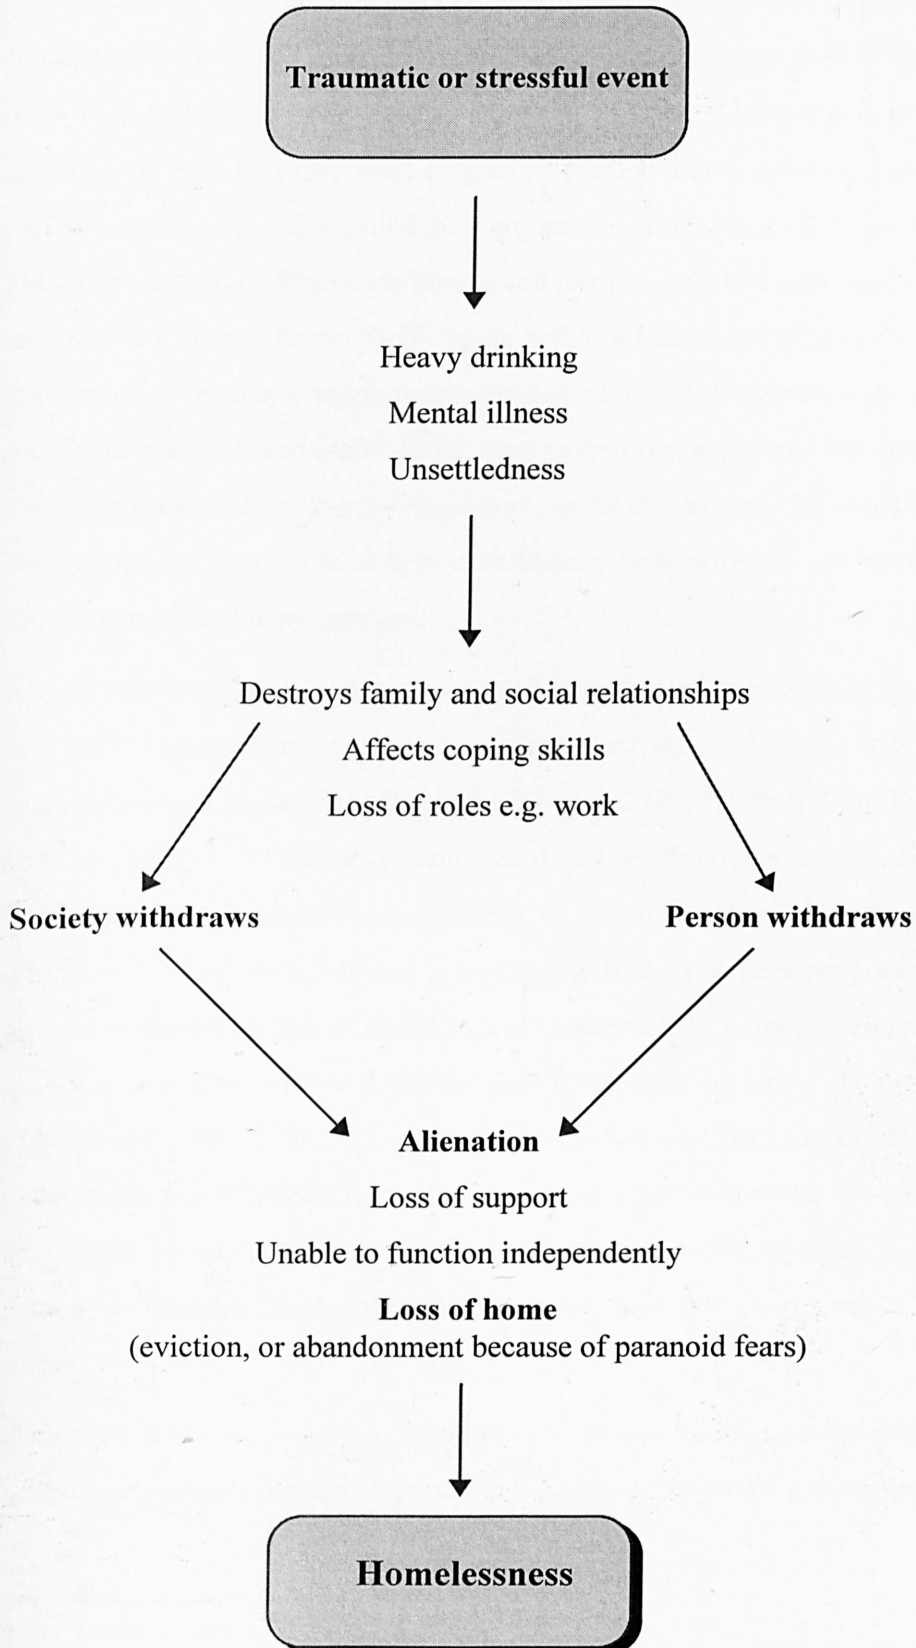 Traumatic or stressful event
Heavy drinking
Mental illness
Unsettledness
Destroys family and social relationships
Affects coping skills
Loss of roles e.g. work
Society withdraws
Person withdraws
Alienation
Loss of support
Unable to function independently
Loss of home
(eviction, or abandonment because of paranoid fears)
Homelessness